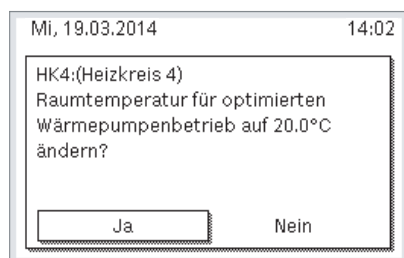 Mi, 19.03.2014 14:02
HK4:(Heizkreis 4)
Raumtemperatur für optimierten
Wärmepumpenbetrieb auf 20.0°C
ändern?
Ja Nein